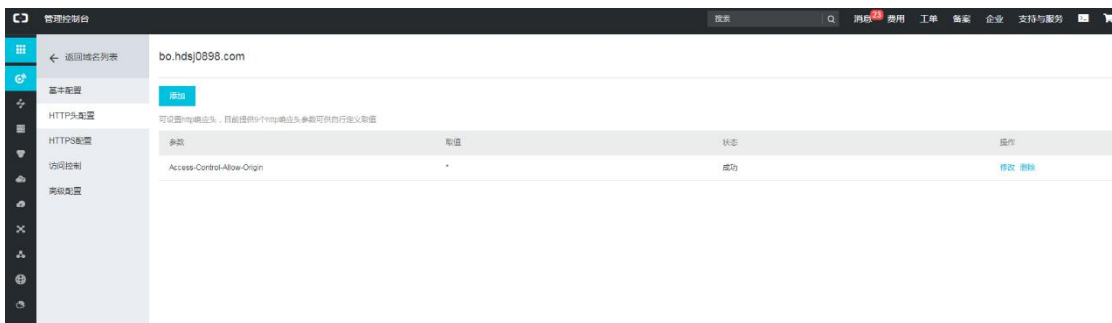 管理控制台
搜索
消息 23 费用 工单 备案 企业 支持与服务
返回域名列表
bo.hdsj0898.com
基本配置
添加
HTTP头配置
可设置http响应头，目前提供9个http响应头参数可供自行定义取值
HTTPS配置
参数 取值 状态 操作
访问控制
Access-Control-Allow-Origin * 成功 修改 删除
高级配置